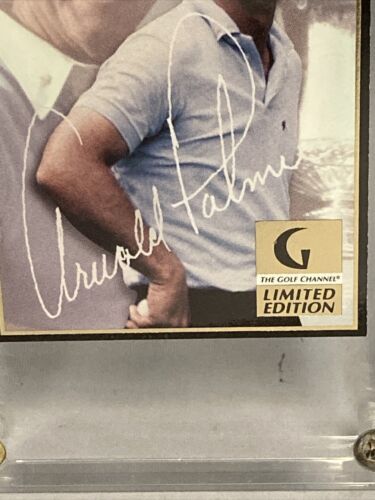 Arnold Palmer
G
THE GOLF CHANNEL®
LIMITED
EDITION